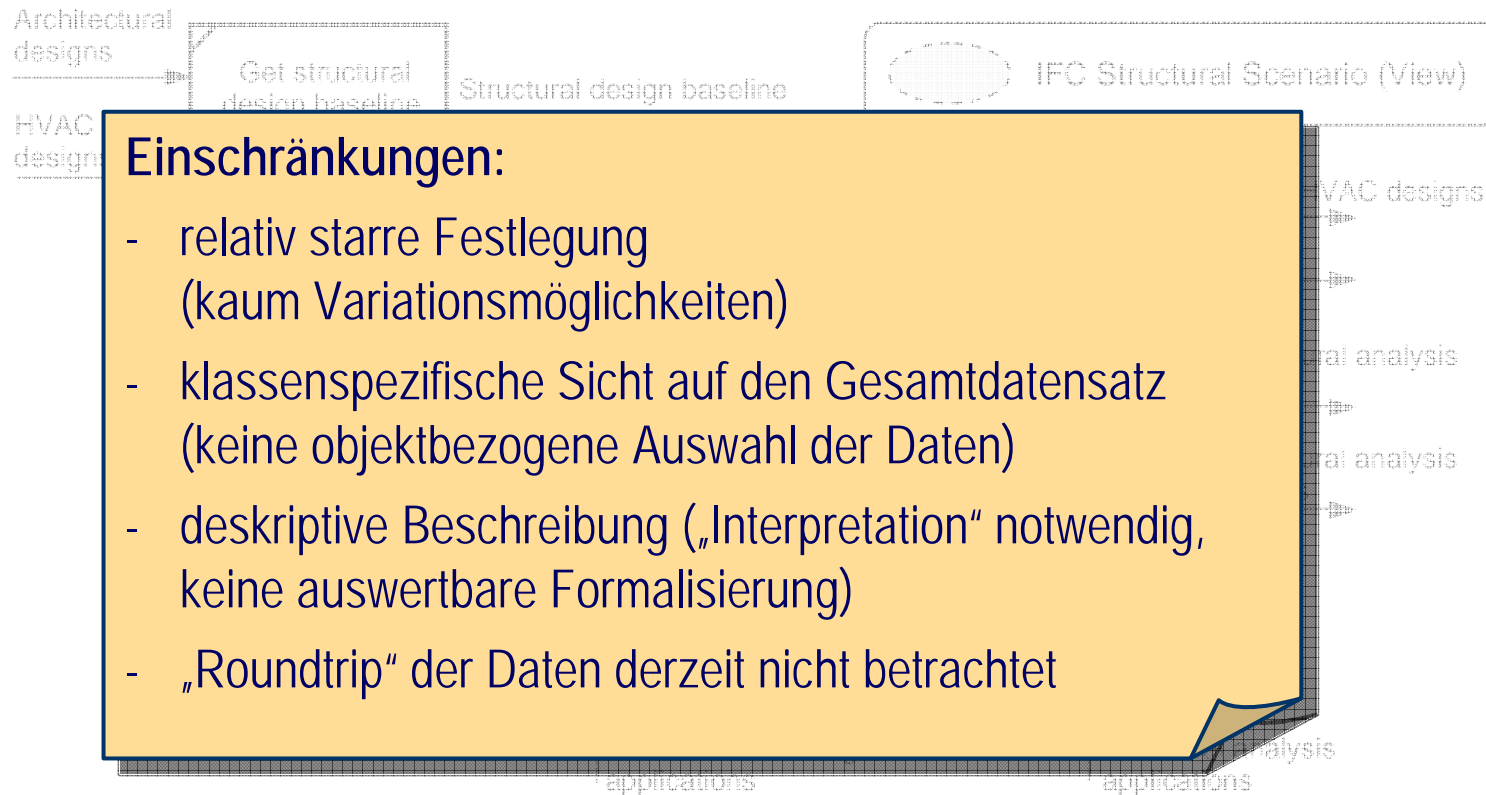 Architectural
designs
Get structural
design baseline
Structural design baseline
IFC Structural Scenario (View)
HVAC
Einschränkungen:
- relativ starre Festlegung
(kaum Variationsmöglichkeiten)
- klassenspezifische Sicht auf den Gesamtdatensatz
(keine objektbezogene Auswahl der Daten)
- deskriptive Beschreibung („Interpretation“ notwendig,
keine auswertbare Formalisierung)
- „Roundtrip“ der Daten derzeit nicht betrachtet
designs
analysis
analysis
applications
applications